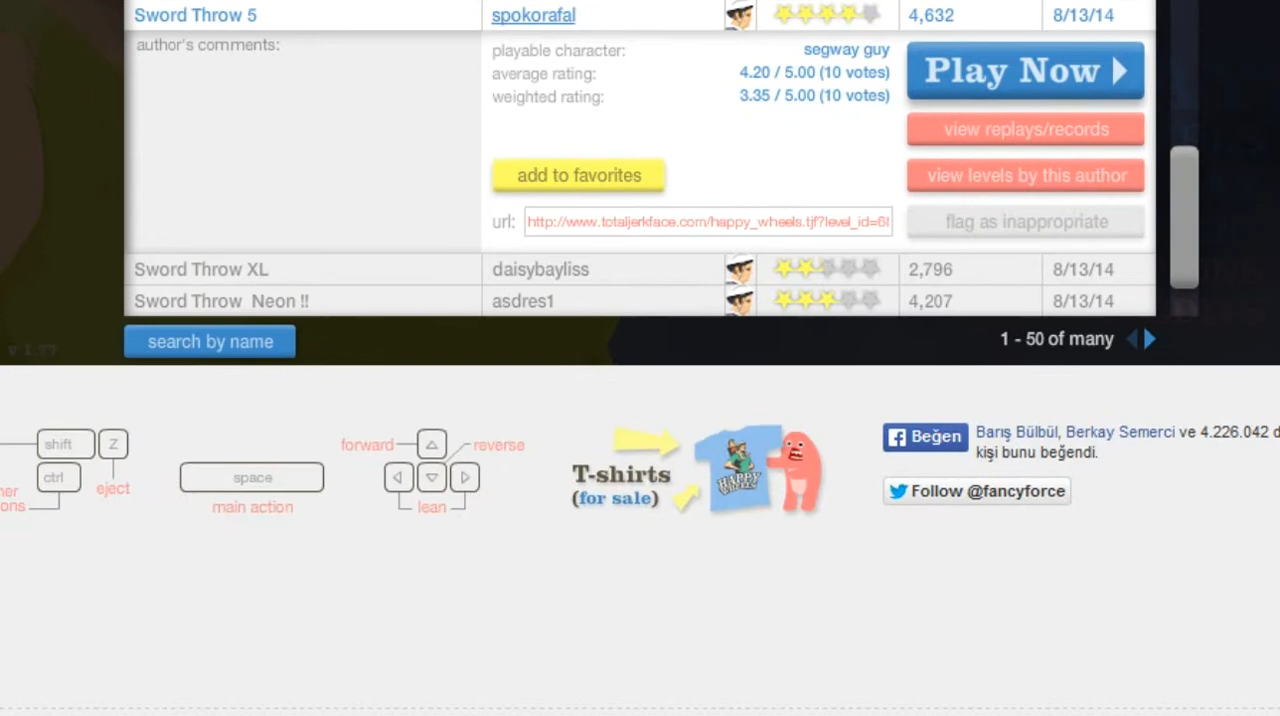 Sword Throw 5 spokorafal 4,632 8/13/14
author's comments:
playable character: segway guy
average rating: 4.20 / 5.00 (10 votes)
weighted rating: 3.35 / 5.00 (10 votes)
Play Now
view replays/records
add to favorites
view levels by this author
url: http://www.totaljerkface.com/happy_wheels.tjf?level_id=6
flag as inappropriate
Sword Throw XL daisybayliss 2,796 8/13/14
Sword Throw Neon !! asdres1 4,207 8/13/14
search by name
1 - 50 of many
shift Z
ctrl
eject
space
main action
forward reverse
lean
T-shirts
(for sale)
HAPPY WHEELS
Beğen Barış Bülbül, Berkay Semerci ve 4.226.042 d
kişi bunu beğendi.
Follow @fancyforce